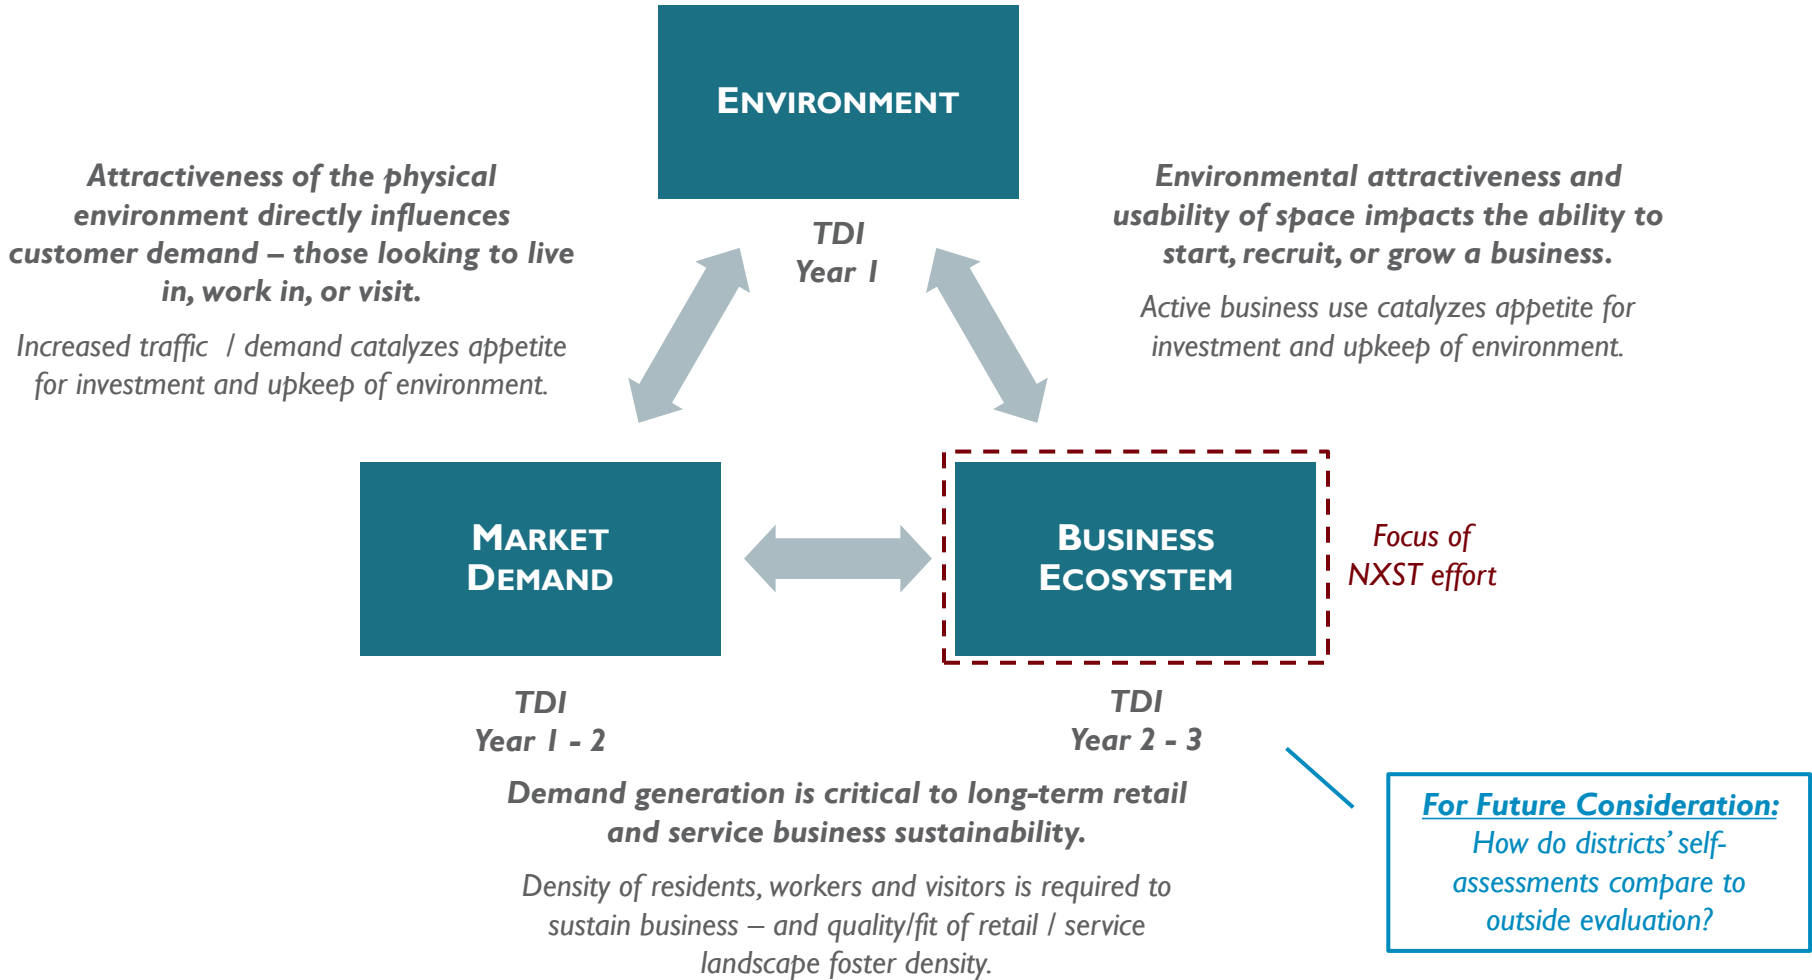 ENVIRONMENT
Attractiveness of the physical
environment directly influences
customer demand – those looking to live
in, work in, or visit.
Increased traffic / demand catalyzes appetite
for investment and upkeep of environment.
TDI
Year 1
Environmental attractiveness and
usability of space impacts the ability to
start, recruit, or grow a business.
Active business use catalyzes appetite for
investment and upkeep of environment.
MARKET
DEMAND
BUSINESS
ECOSYSTEM
Focus of
NXST effort
TDI
Year 1 - 2
TDI
Year 2 - 3
Demand generation is critical to long-term retail
and service business sustainability.
Density of residents, workers and visitors is required to
sustain business – and quality/fit of retail / service
landscape foster density.
For Future Consideration:
How do districts’ self-
assessments compare to
outside evaluation?